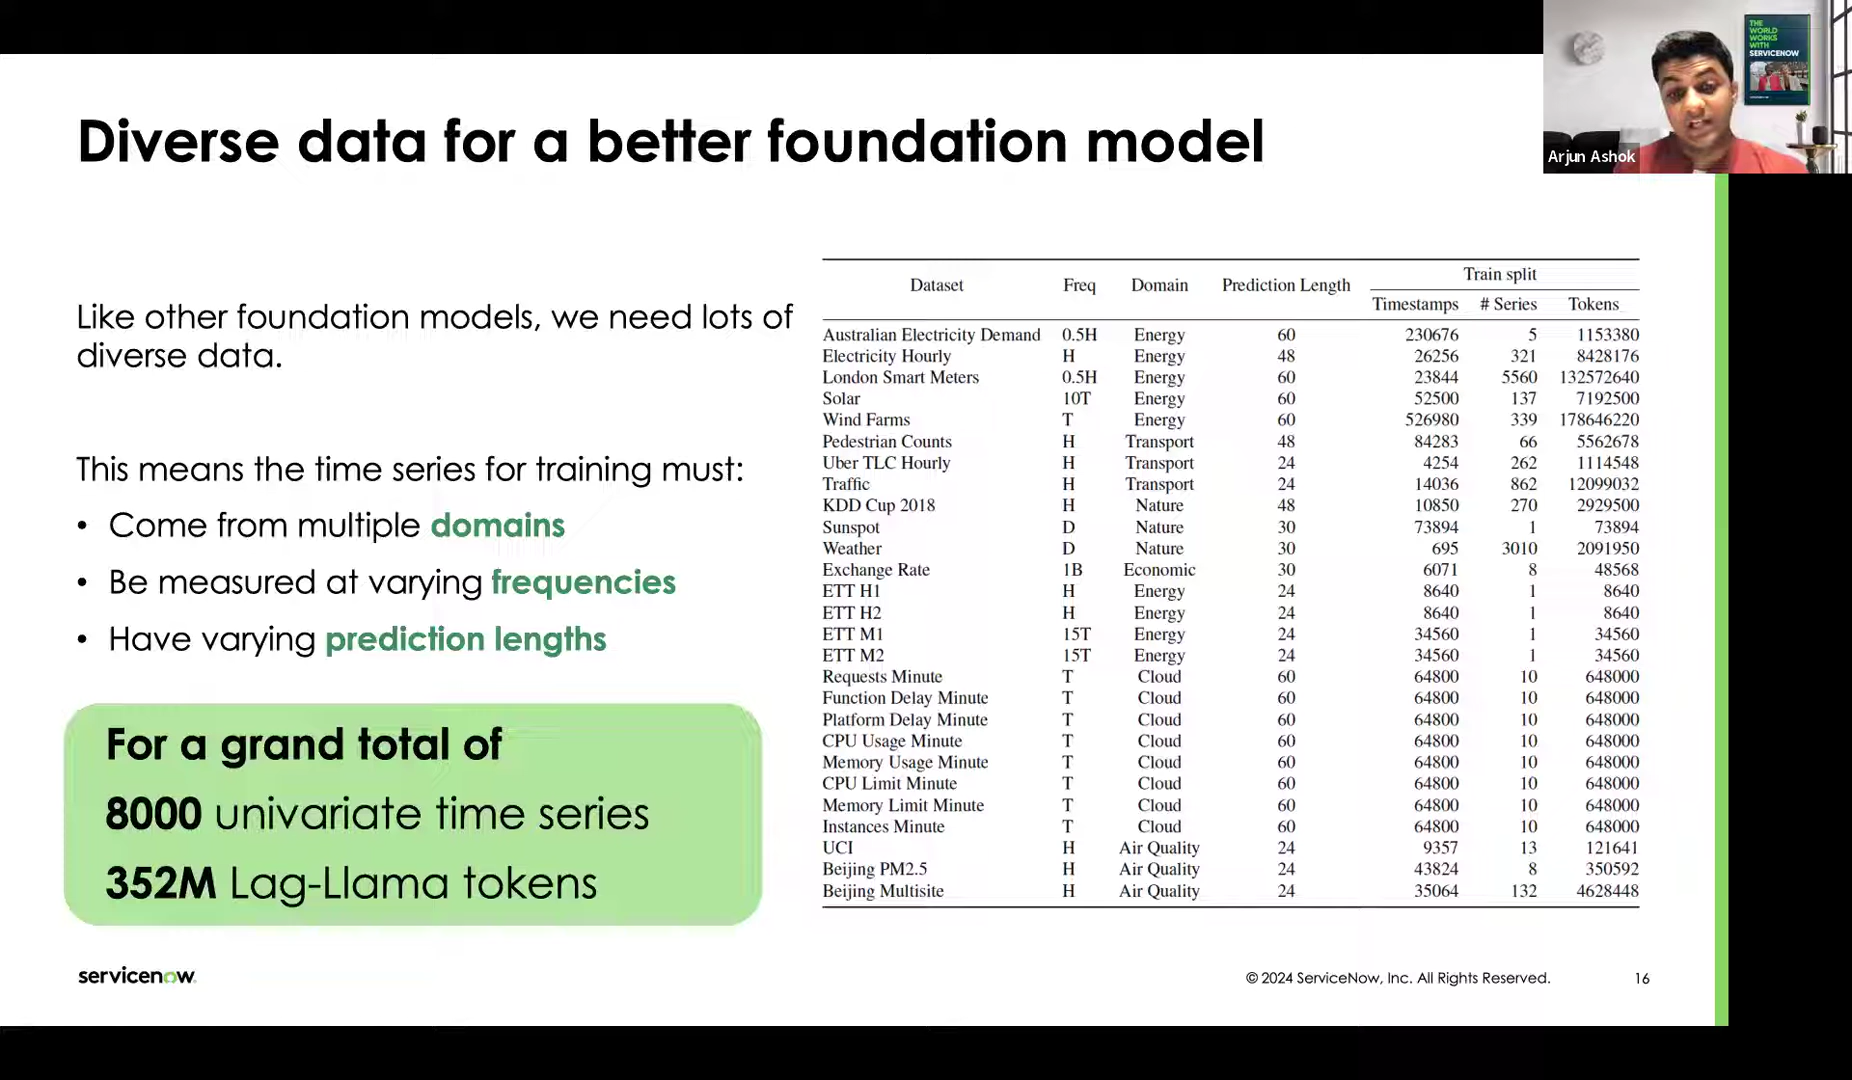 THE
WORLD
WORKS
WITH
SERVICENOW
Arjun Ashok
Diverse data for a better foundation model
Like other foundation models, we need lots of
diverse data.
This means the time series for training must:
• Come from multiple domains
• Be measured at varying frequencies
• Have varying prediction lengths
For a grand total of
8000 univariate time series
352M Lag-Llama tokens
Train split
Dataset Freq Domain Prediction Length
Timestamps # Series Tokens
Australian Electricity Demand 0.5H Energy 60 230676 5 1153380
Electricity Hourly H Energy 48 26256 321 8428176
London Smart Meters 0.5H Energy 60 23844 5560 132572640
Solar 10T Energy 60 52500 137 7192500
Wind Farms T Energy 60 526980 339 178646220
Pedestrian Counts H Transport 48 84283 66 5562678
Uber TLC Hourly H Transport 24 4254 262 1114548
Traffic H Transport 24 14036 862 12099032
KDD Cup 2018 H Nature 48 10850 270 2929500
Sunspot D Nature 30 73894 1 73894
Weather D Nature 30 695 3010 2091950
Exchange Rate 1B Economic 30 6071 8 48568
ETT H1 H Energy 24 8640 1 8640
ETT H2 H Energy 24 8640 1 8640
ETT M1 15T Energy 24 34560 1 34560
ETT M2 15T Energy 24 34560 1 34560
Requests Minute T Cloud 60 64800 10 648000
Function Delay Minute T Cloud 60 64800 10 648000
Platform Delay Minute T Cloud 60 64800 10 648000
CPU Usage Minute T Cloud 60 64800 10 648000
Memory Usage Minute T Cloud 60 64800 10 648000
CPU Limit Minute T Cloud 60 64800 10 648000
Memory Limit Minute T Cloud 60 64800 10 648000
Instances Minute T Cloud 60 64800 10 648000
UCI H Air Quality 24 9357 13 121641
Beijing PM2.5 H Air Quality 24 43824 8 350592
Beijing Multisite H Air Quality 24 35064 132 4628448
servicenow
© 2024 ServiceNow, Inc. All Rights Reserved.
16